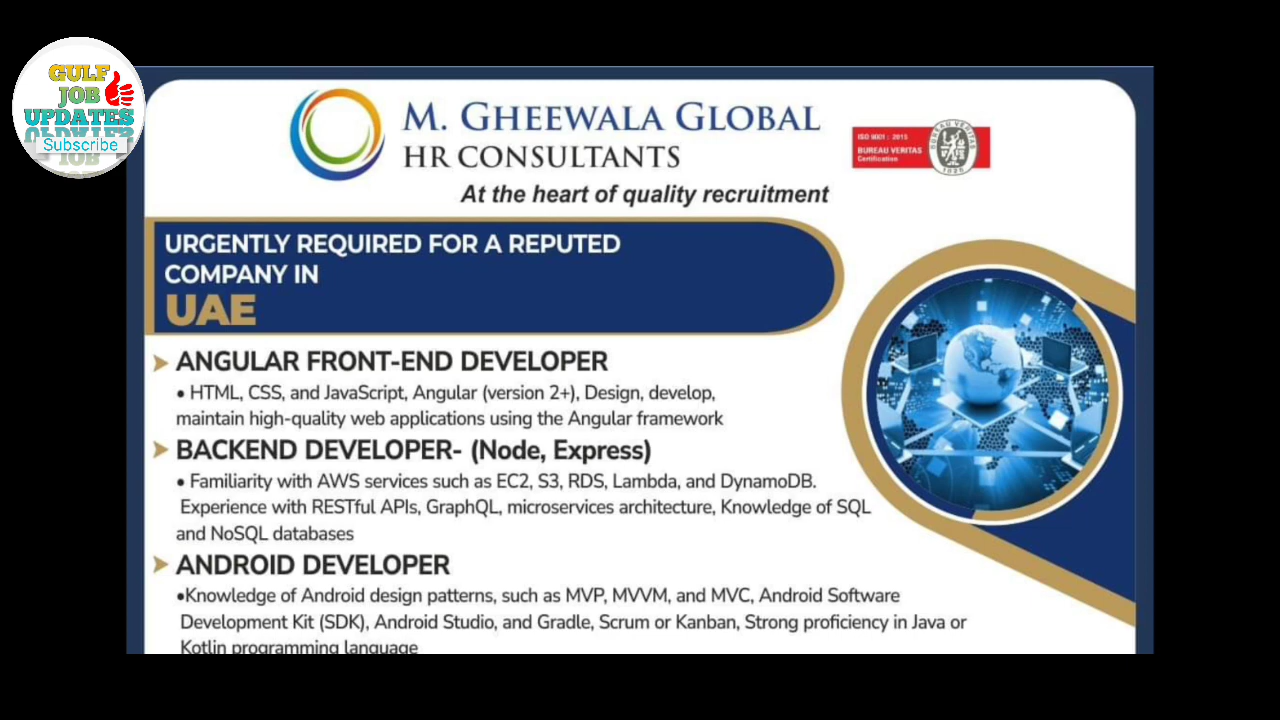 GULF
JOB
UPDATES
Subscribe
M. GHEEWALA GLOBAL
HR CONSULTANTS
At the heart of quality recruitment
ISO 9001 : 2015
BUREAU VERITAS
Certification
BUREAU VERITAS
1828
URGENTLY REQUIRED FOR A REPUTED
COMPANY IN
UAE
ANGULAR FRONT-END DEVELOPER
• HTML, CSS, and JavaScript, Angular (version 2+), Design, develop,
maintain high-quality web applications using the Angular framework
BACKEND DEVELOPER- (Node, Express)
• Familiarity with AWS services such as EC2, S3, RDS, Lambda, and DynamoDB.
Experience with RESTful APIs, GraphQL, microservices architecture, Knowledge of SQL
and NoSQL databases
ANDROID DEVELOPER
•Knowledge of Android design patterns, such as MVP, MVVM, and MVC, Android Software
Development Kit (SDK), Android Studio, and Gradle, Scrum or Kanban, Strong proficiency in Java or
Kotlin programming language